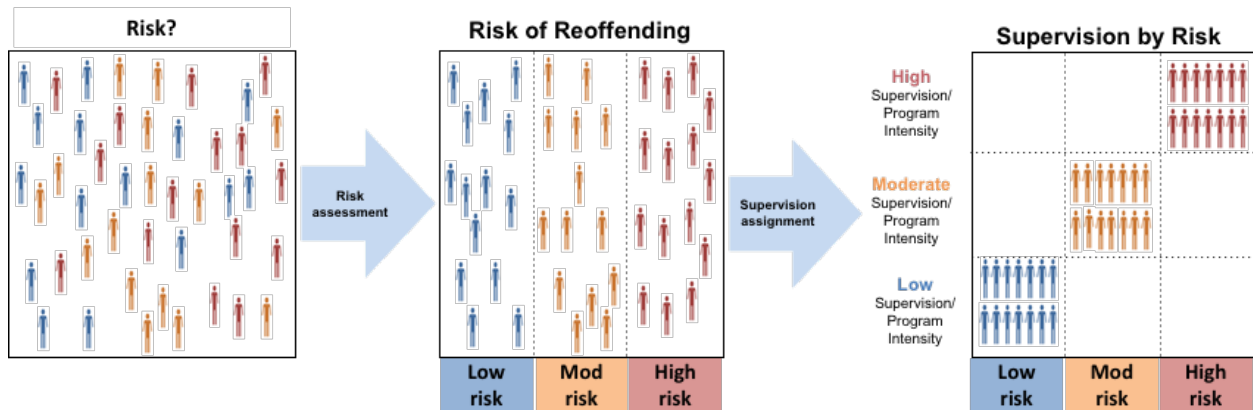 Risk?
Risk
assessment
Risk of Reoffending
Low
risk
Mod
risk
High
risk
Supervision
assignment
Supervision by Risk
High
Supervision/
Program
Intensity
Moderate
Supervision/
Program
Intensity
Low
Supervision/
Program
Intensity
Low
risk
Mod
risk
High
risk